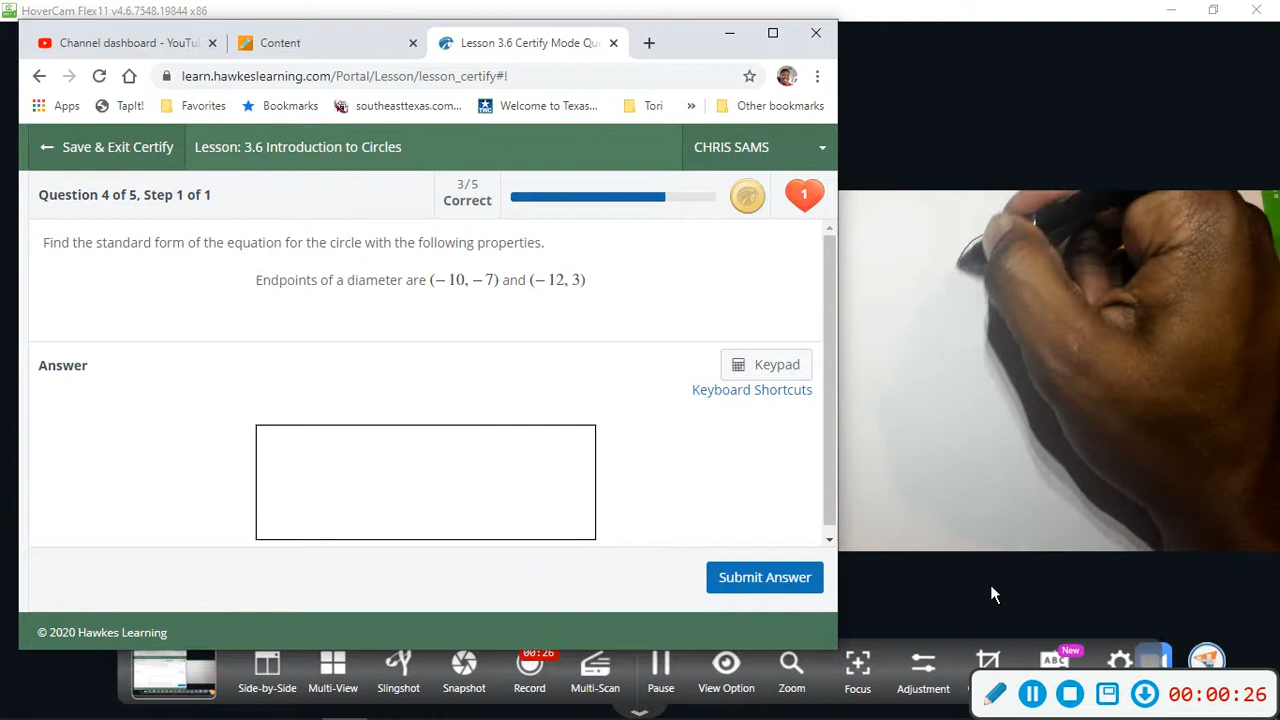 HoverCam Flex11 v4.6.7548.19844 x86
Channel dashboard - YouTu
Content
Lesson 3.6 Certify Mode Qu
learn.hawkeslearning.com/Portal/Lesson/lesson_certify#!
Apps
TapIt!
Favorites
Bookmarks
southeasttexas.com...
Welcome to Texas...
Tori
»
Other bookmarks
← Save & Exit Certify
Lesson: 3.6 Introduction to Circles
CHRIS SAMS
Question 4 of 5, Step 1 of 1
3/5
Correct
1
Find the standard form of the equation for the circle with the following properties.
Endpoints of a diameter are (−10, −7) and (−12, 3)
Answer
Keypad
Keyboard Shortcuts
Submit Answer
© 2020 Hawkes Learning
00:26
Side-by-Side
Multi-View
Slingshot
Record
Multi-Scan
Pause
View Option
Zoom
Focus
Adjustment
New
ABC
00:00:26